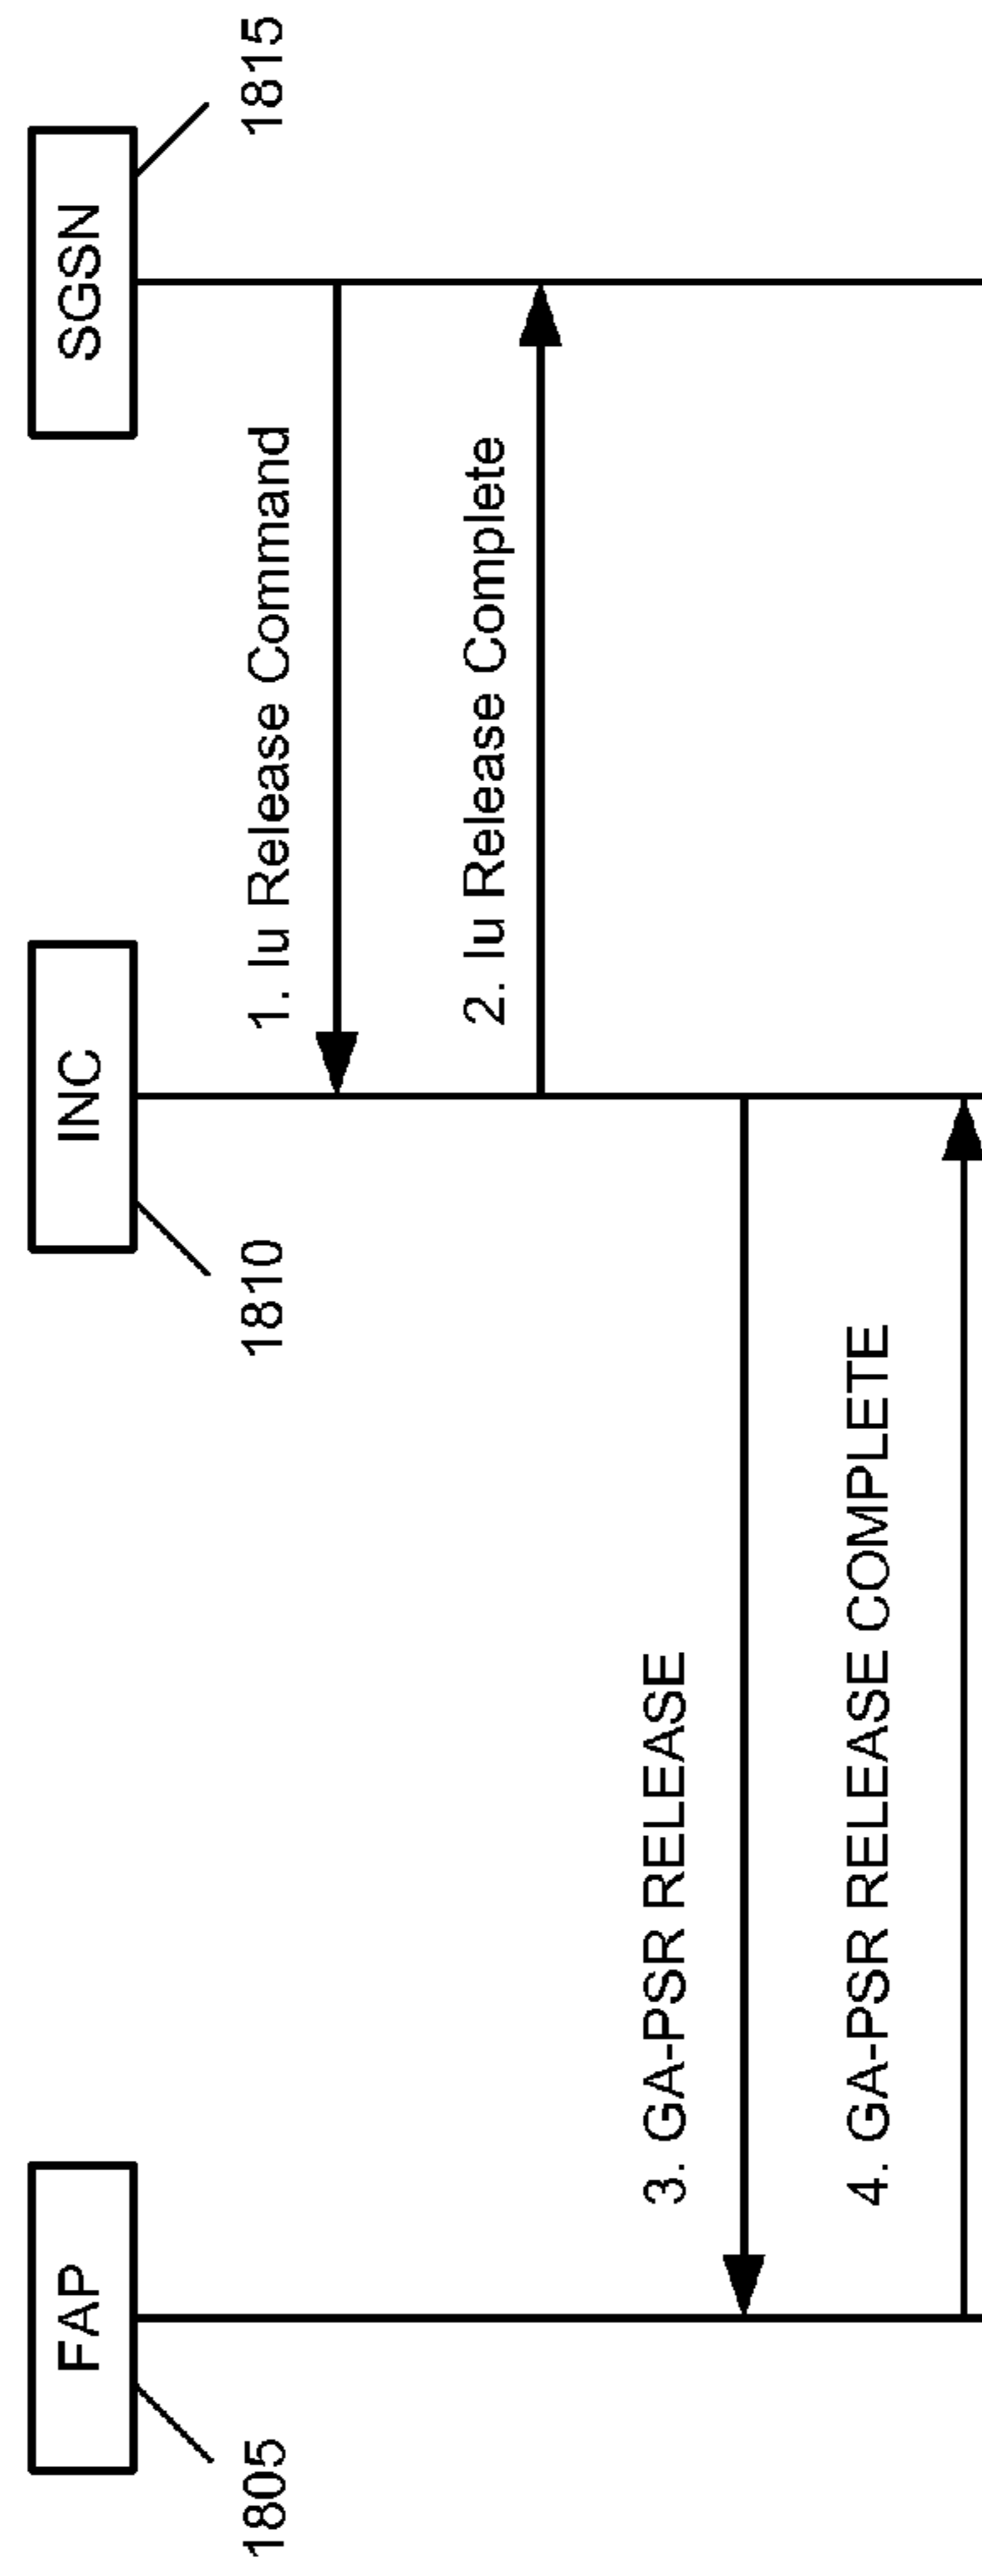 FAP
INC
SGSN
1805
1810
1815
1. Iu Release Command
2. Iu Release Complete
3. GA-PSR RELEASE
4. GA-PSR RELEASE COMPLETE